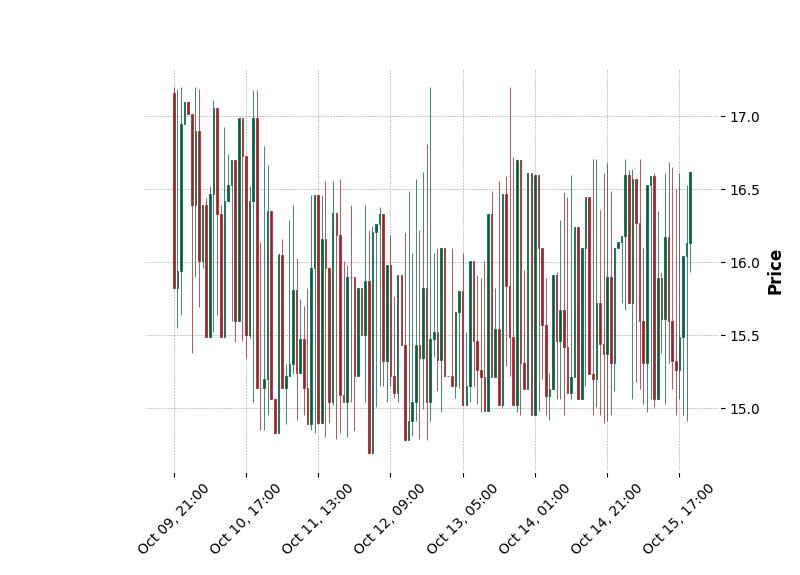 17.0
16.5
16.0
15.5
15.0
Price
Oct 09, 21:00
Oct 10, 17:00
Oct 11, 13:00
Oct 12, 09:00
Oct 13, 05:00
Oct 14, 01:00
Oct 14, 21:00
Oct 15, 17:00